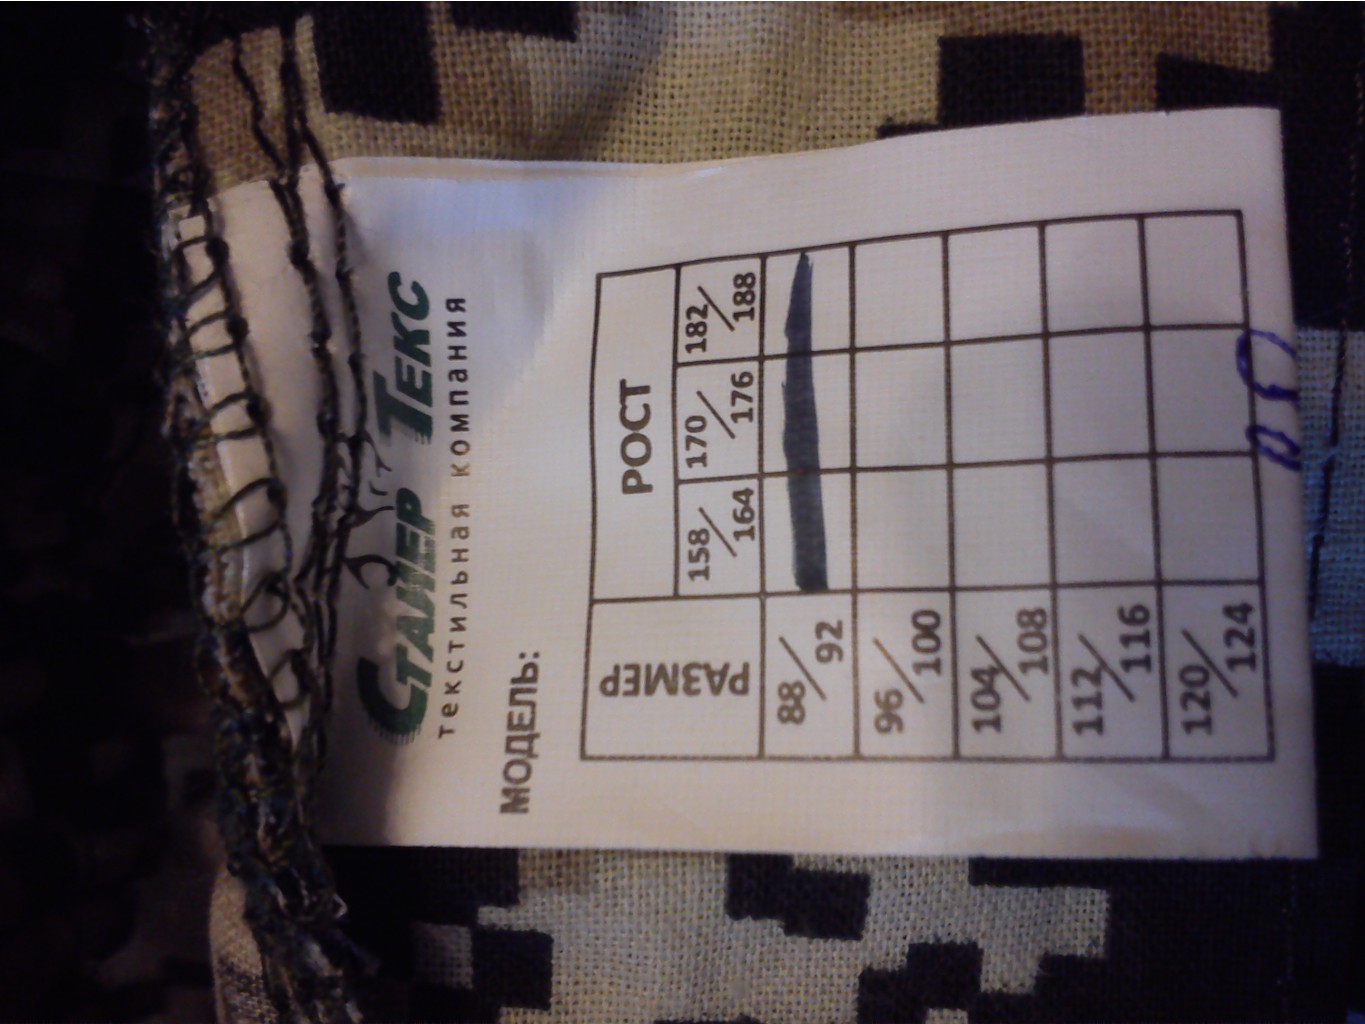 СТАЙЕР ТЕКС
ТЕКСТИЛЬНАЯ КОМПАНИЯ
МОДЕЛЬ:
РАЗМЕР РОСТ
158/164 170/176 182/188
88/92
96/100
104/108
112/116
120/124